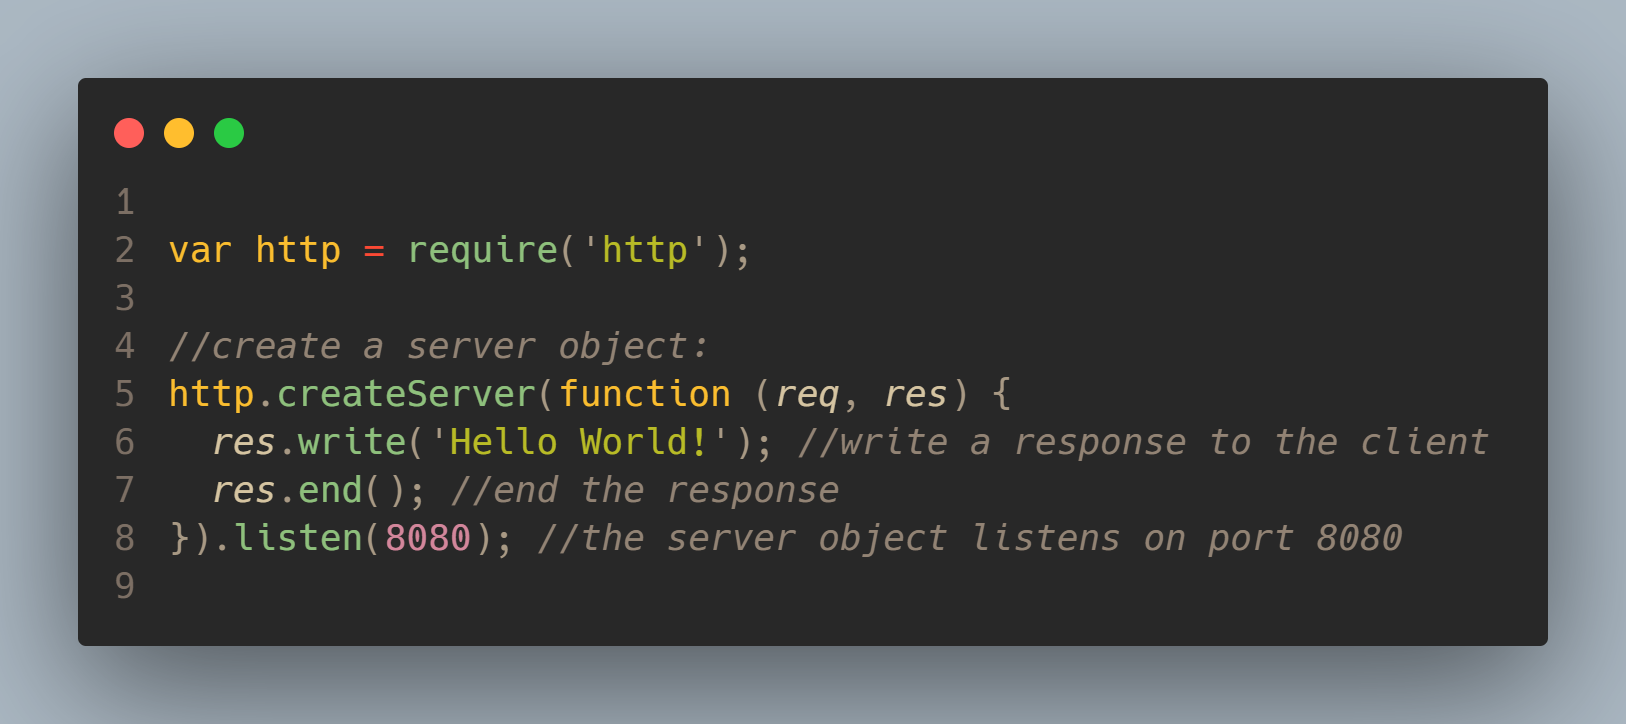 1
2 var http = require('http');
3
4 //create a server object:
5 http.createServer(function (req, res) {
6   res.write('Hello World!'); //write a response to the client
7   res.end(); //end the response
8 }).listen(8080); //the server object listens on port 8080
9